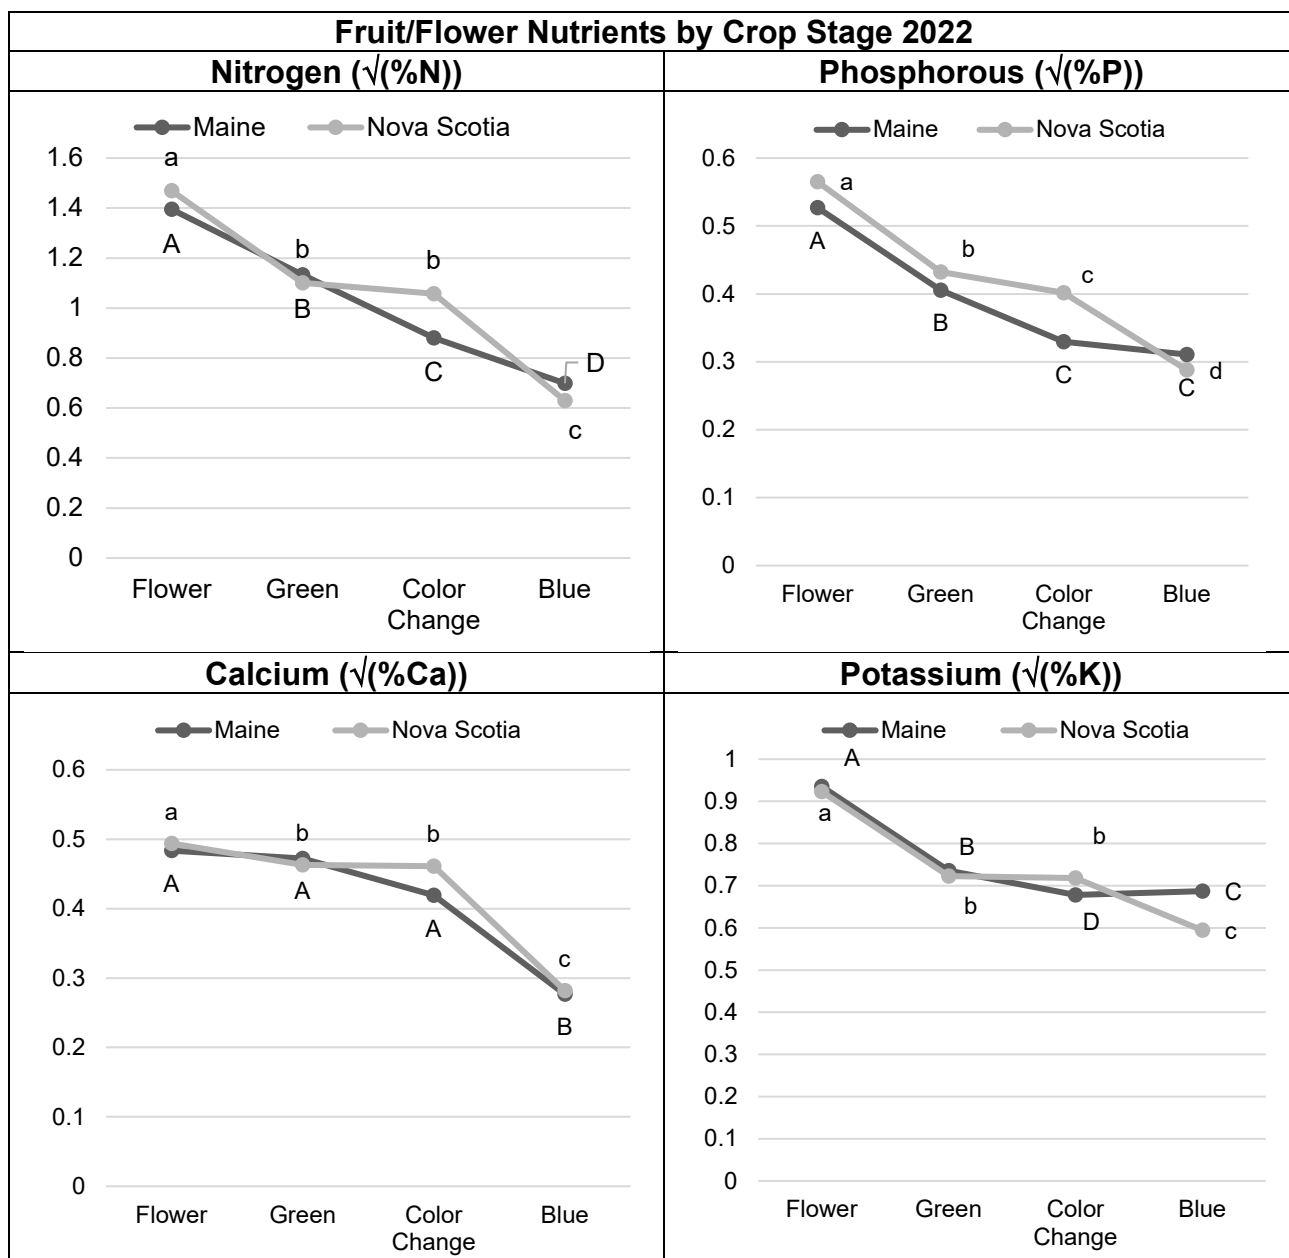 Fruit/Flower Nutrients by Crop Stage 2022
Nitrogen (√(%N))
Phosphorous (√(%P))
Maine Nova Scotia
1.6
1.4
1.2
1
0.8
0.6
0.4
0.2
0
a
A
b
B
b
C
D
c
Flower Green Color Blue
Change
Maine Nova Scotia
0.6
0.5
0.4
0.3
0.2
0.1
0
a
A
b
B
c
C
d
C
Flower Green Color Blue
Change
Calcium (√(%Ca))
Potassium (√(%K))
Maine Nova Scotia
0.6
0.5
0.4
0.3
0.2
0.1
0
a
A
b
A
b
A
c
B
Flower Green Color Blue
Change
Maine Nova Scotia
1
0.9
0.8
0.7
0.6
0.5
0.4
0.3
0.2
0.1
0
A
a
B
b
b
D
C
c
Flower Green Color Blue
Change